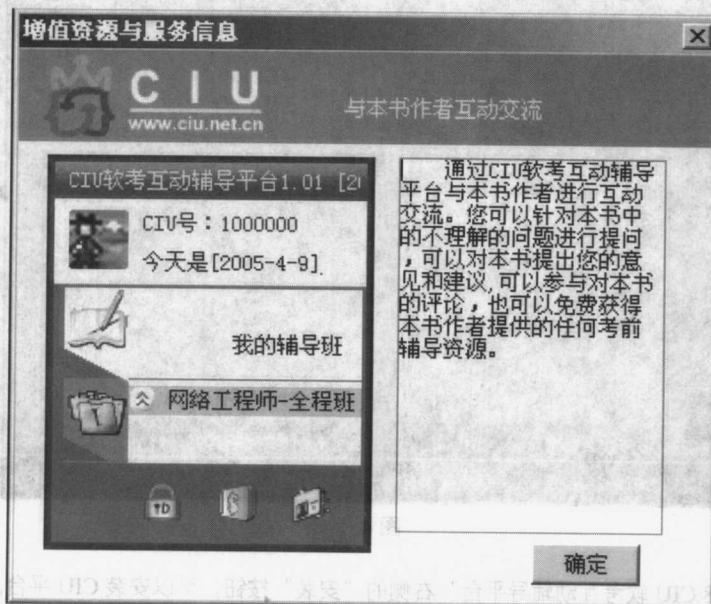 增值资源与服务信息
CIU
www.ciu.net.cn
与本书作者互动交流
CIU软考互动辅导平台1.01 [20
CIU号：1000000
今天是[2005-4-9].
我的辅导班
网络工程师-全程班
ID
通过CIU软考互动辅导
平台与本书作者进行互动
交流。您可以针对本书中
的不理解的问题进行提问
，可以对本书提出您的意
见和建议,可以参与对本书
的评论，也可以免费获得
本书作者提供的任何考前
辅导资源。
确定